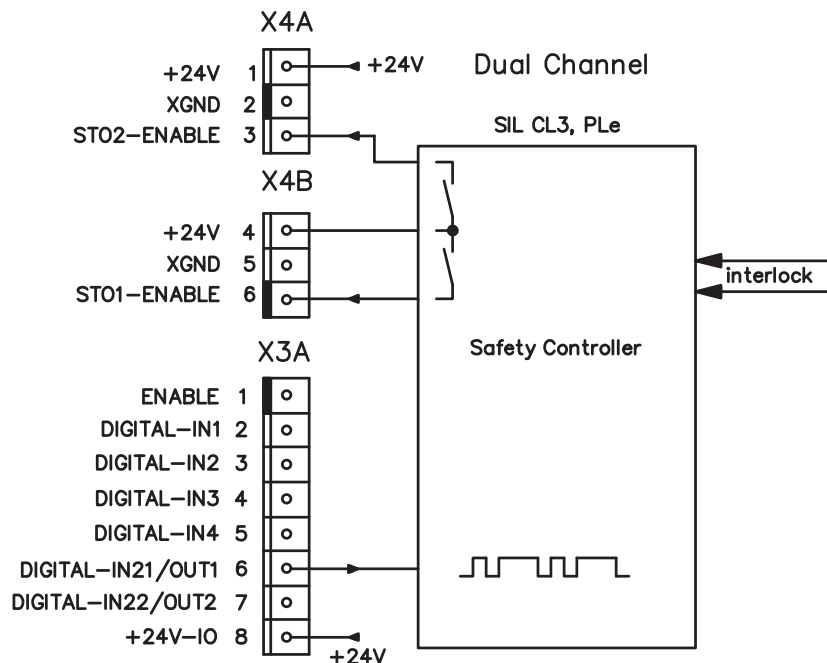 X4A
+24V 1 +24V
XGND 2
STO2-ENABLE 3
Dual Channel
SIL CL3, PLe
X4B
+24V 4
XGND 5
STO1-ENABLE 6
interlock
Safety Controller
X3A
ENABLE 1
DIGITAL-IN1 2
DIGITAL-IN2 3
DIGITAL-IN3 4
DIGITAL-IN4 5
DIGITAL-IN21/OUT1 6
DIGITAL-IN22/OUT2 7
+24V-IO 8
+24V